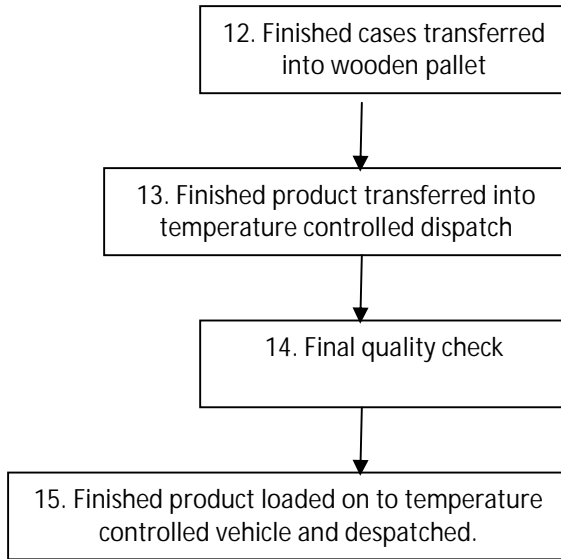 12. Finished cases transferred
into wooden pallet
13. Finished product transferred into
temperature controlled dispatch
14. Final quality check
15. Finished product loaded on to temperature
controlled vehicle and despatched.